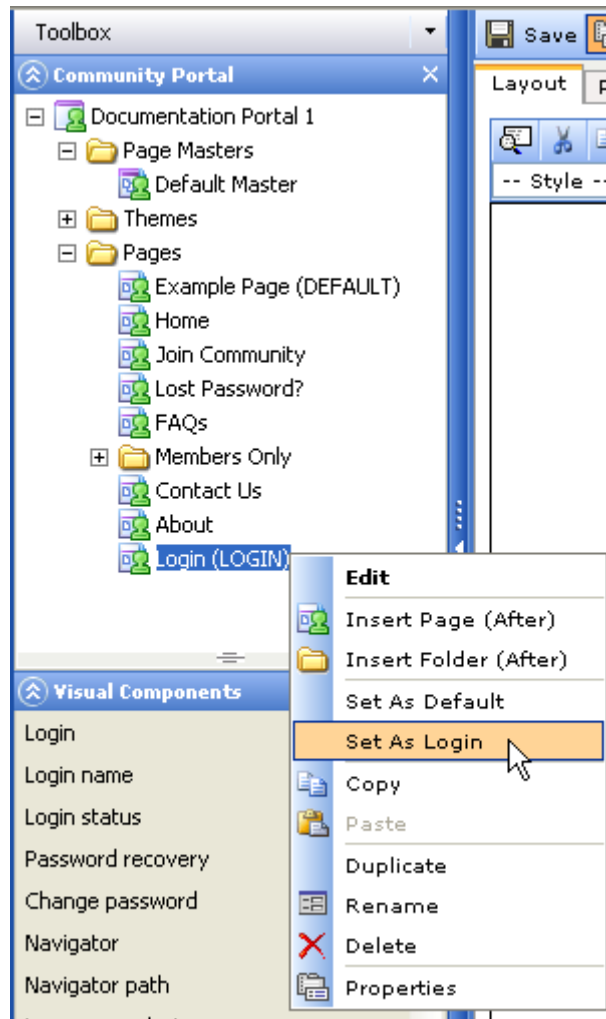 Toolbox
Save
Community Portal
Layout
Documentation Portal 1
Page Masters
Default Master
-- Style --
Themes
Pages
Example Page (DEFAULT)
Home
Join Community
Lost Password?
FAQs
Members Only
Contact Us
About
Login (LOGIN)
Edit
Insert Page (After)
Insert Folder (After)
Set As Default
Set As Login
Copy
Paste
Duplicate
Rename
Delete
Properties
Visual Components
Login
Login name
Login status
Password recovery
Change password
Navigator
Navigator path